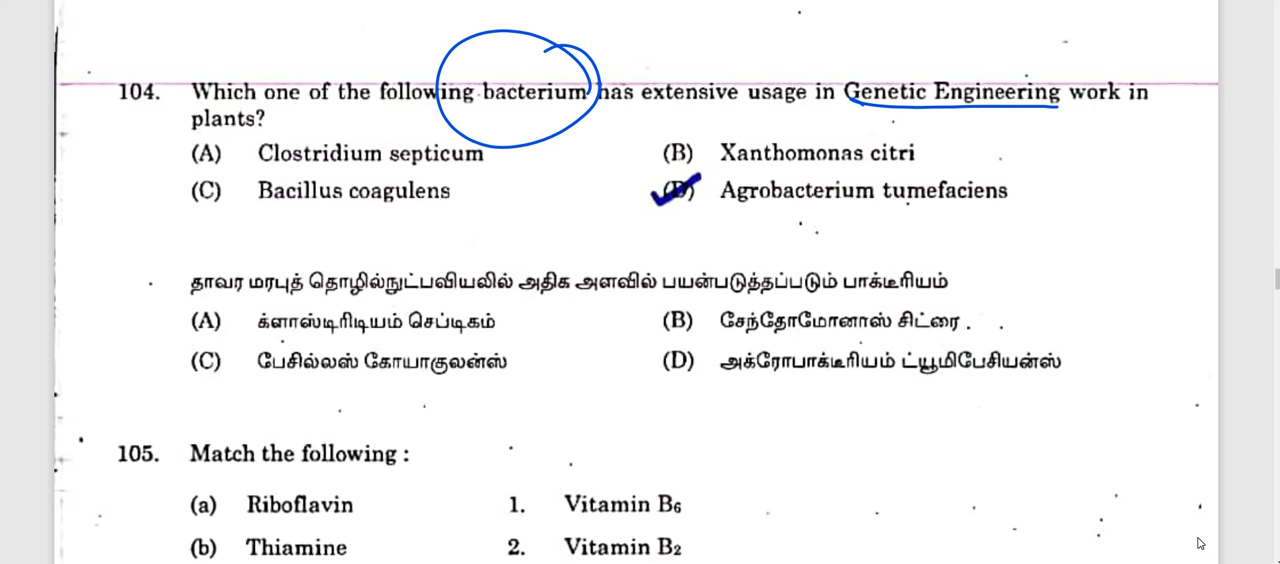 104. Which one of the following bacterium has extensive usage in Genetic Engineering work in
plants?
(A) Clostridium septicum (B) Xanthomonas citri
(C) Bacillus coagulens (D) Agrobacterium tumefaciens
தாவர மரபுத் தொழில்நுட்பவியலில் அதிக அளவில் பயன்படுத்தப்படும் பாக்டீரியம்
(A) க்ளாஸ்டிரிடியம் செப்டிகம் (B) சேந்தோமோனாஸ் சிட்ரை .
(C) பேசில்லஸ் கோயாகுலன்ஸ் (D) அக்ரோபாக்டீரியம் ட்யூமிபேசியன்ஸ்
105. Match the following :
(a) Riboflavin 1. Vitamin B6
(b) Thiamine 2. Vitamin B2